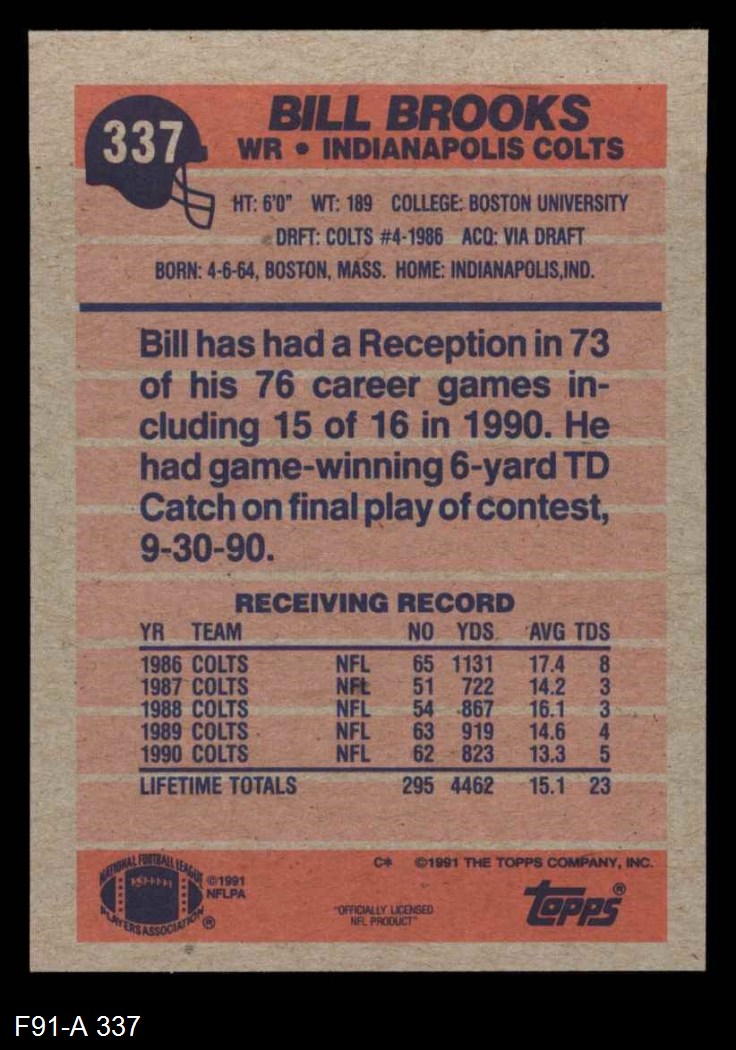 337
BILL BROOKS
WR • INDIANAPOLIS COLTS
HT: 6'0" WT: 189 COLLEGE: BOSTON UNIVERSITY
DRFT: COLTS #4-1986 ACQ: VIA DRAFT
BORN: 4-6-64, BOSTON, MASS. HOME: INDIANAPOLIS,IND.
Bill has had a Reception in 73
of his 76 career games in-
cluding 15 of 16 in 1990. He
had game-winning 6-yard TD
Catch on final play of contest,
9-30-90.
RECEIVING RECORD
YR TEAM NO YDS AVG TDS
1986 COLTS NFL 65 1131 17.4 8
1987 COLTS NFL 51 722 14.2 3
1988 COLTS NFL 54 867 16.1 3
1989 COLTS NFL 63 919 14.6 4
1990 COLTS NFL 62 823 13.3 5
LIFETIME TOTALS 295 4462 15.1 23
NATIONAL FOOTBALL LEAGUE
PLAYERS ASSOCIATION ®
©1991
NFLPA
C* ©1991 THE TOPPS COMPANY, INC.
"OFFICIALLY LICENSED
NFL PRODUCT"
topps®
F91-A 337